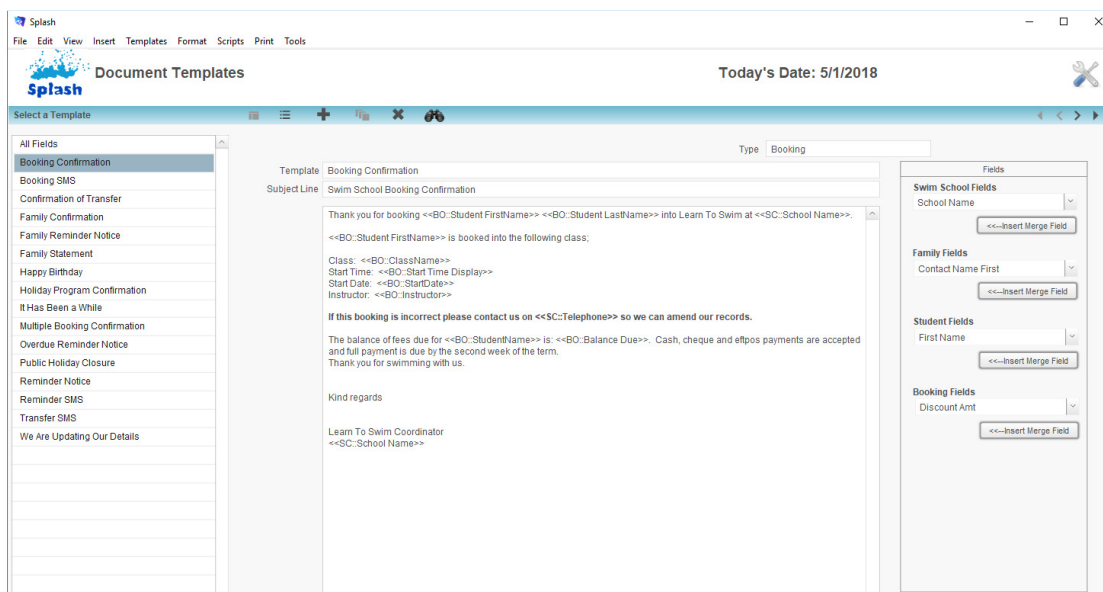 Splash
File Edit View Insert Templates Format Scripts Print Tools
Splash
Document Templates
Today's Date: 5/1/2018
Select a Template
All Fields
Booking Confirmation
Booking SMS
Confirmation of Transfer
Family Confirmation
Family Reminder Notice
Family Statement
Happy Birthday
Holiday Program Confirmation
It Has Been a While
Multiple Booking Confirmation
Overdue Reminder Notice
Public Holiday Closure
Reminder Notice
Reminder SMS
Transfer SMS
We Are Updating Our Details
Type Booking
Template Booking Confirmation
Subject Line Swim School Booking Confirmation
Thank you for booking <<BO::Student FirstName>> <<BO::Student LastName>> into Learn To Swim at <<SC::School Name>>.
<<BO::Student FirstName>> is booked into the following class;
Class: <<BO::ClassName>>
Start Time: <<BO::Start Time Display>>
Start Date: <<BO::StartDate>>
Instructor: <<BO::Instructor>>
If this booking is incorrect please contact us on <<SC::Telephone>> so we can amend our records.
The balance of fees due for <<BO::StudentName>> is: <<BO::Balance Due>>. Cash, cheque and eftpos payments are accepted
and full payment is due by the second week of the term.
Thank you for swimming with us.
Kind regards
Learn To Swim Coordinator
<<SC::School Name>>
Fields
Swim School Fields
School Name
<<--Insert Merge Field
Family Fields
Contact Name First
<<--Insert Merge Field
Student Fields
First Name
<<--Insert Merge Field
Booking Fields
Discount Amt
<<--Insert Merge Field